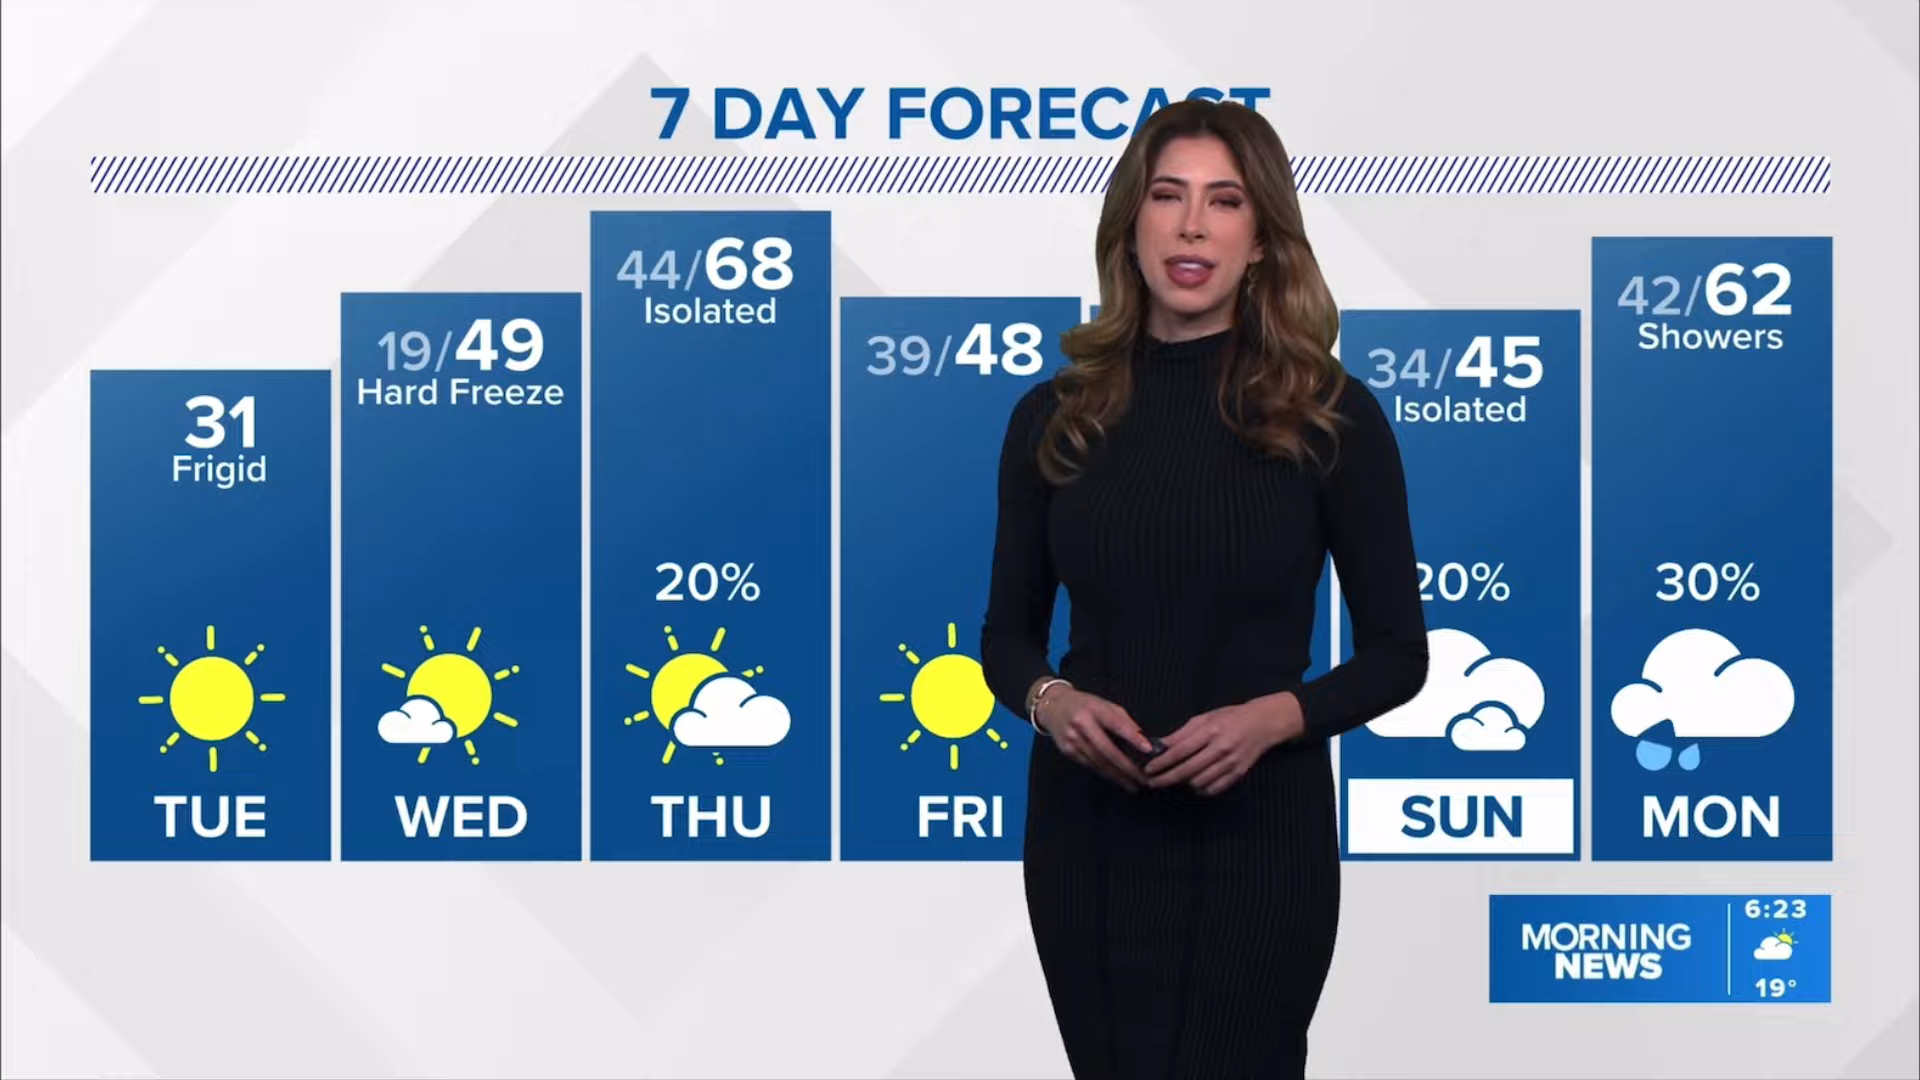 7 DAY FORECAST
31
Frigid
TUE
19/49
Hard Freeze
WED
44/68
Isolated
20%
THU
39/48
FRI
34/45
Isolated
20%
SUN
42/62
Showers
30%
MON
MORNING
NEWS
6:23
19°